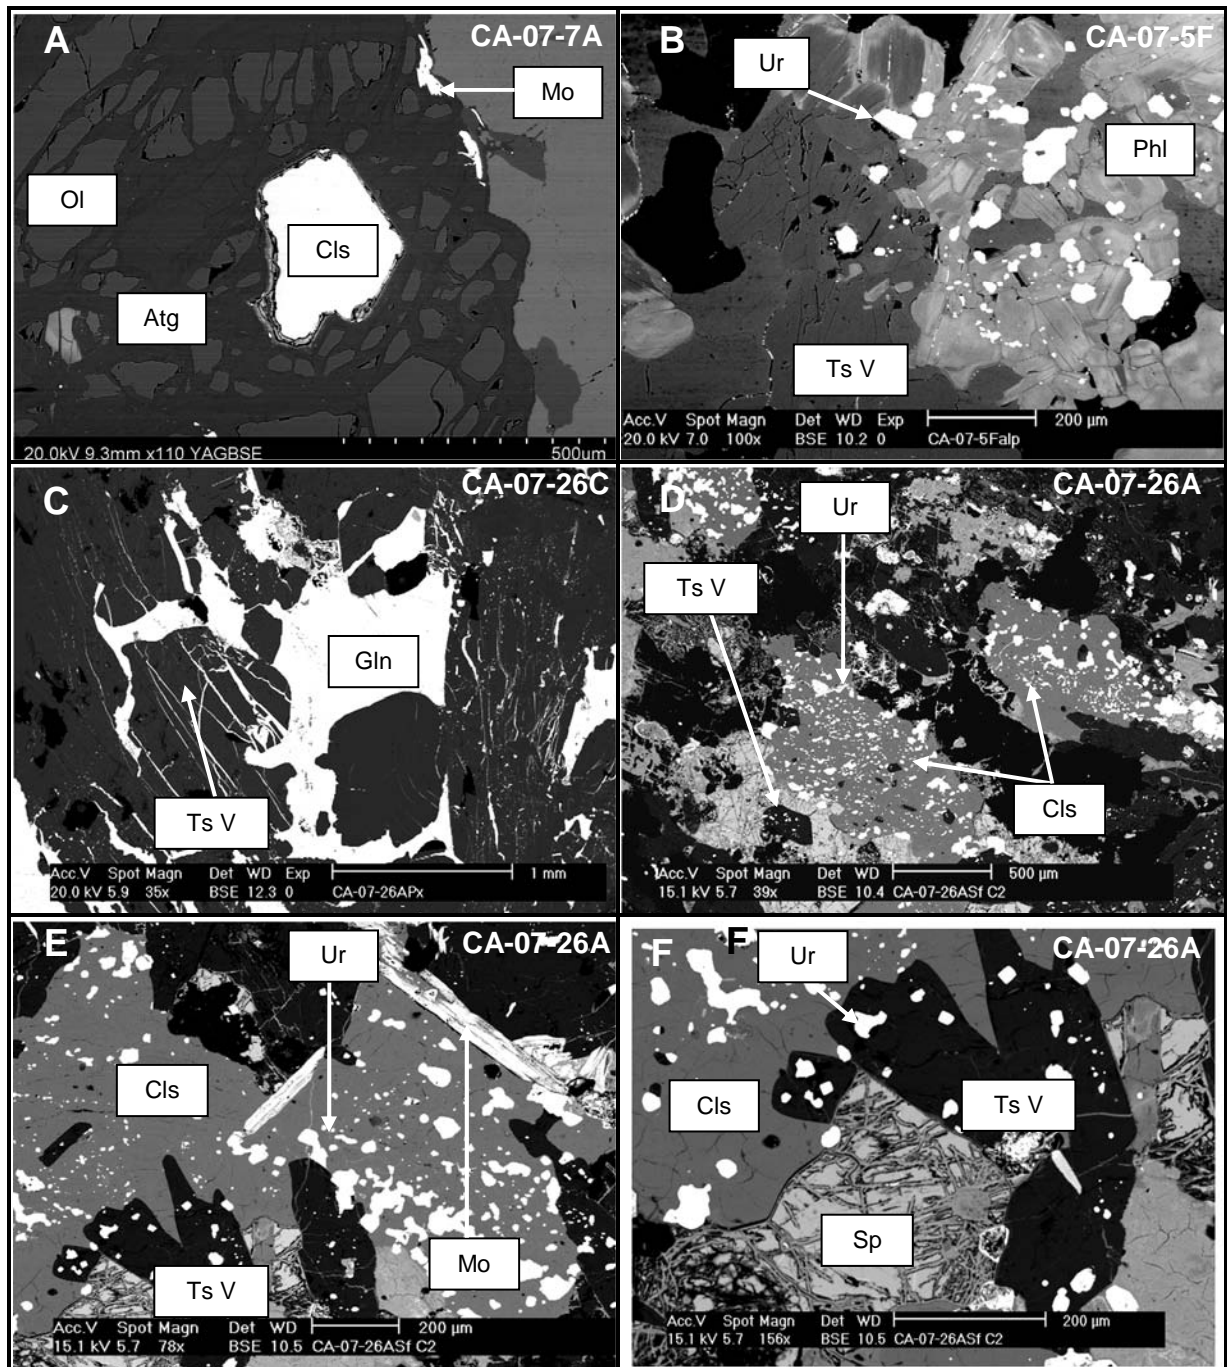 A CA-07-7A
Mo
Ol
Cls
Atg
20.0kV 9.3mm x110 YAGBSE 500um
B CA-07-5F
Ur
Phl
Ts V
Acc.V Spot Magn Det WD Exp
20.0 kV 7.0 100x BSE 10.2 0 CA-07-5Falp 200 µm
C CA-07-26C
Gln
Ts V
Acc.V Spot Magn Det WD Exp
20.0 kV 5.9 35x BSE 12.3 0 CA-07-26APx 1 mm
D CA-07-26A
Ur
Ts V
Cls
Acc.V Spot Magn Det WD
15.1 kV 5.7 39x BSE 10.4 CA-07-26ASf C2 500 µm
E CA-07-26A
Ur
Cls
Mo
Ts V
Acc.V Spot Magn Det WD
15.1 kV 5.7 78x BSE 10.5 CA-07-26ASf C2 200 µm
F F CA-07-26A
Ur
Cls
Ts V
Sp
Acc.V Spot Magn Det WD
15.1 kV 5.7 156x BSE 10.5 CA-07-26ASf C2 200 µm